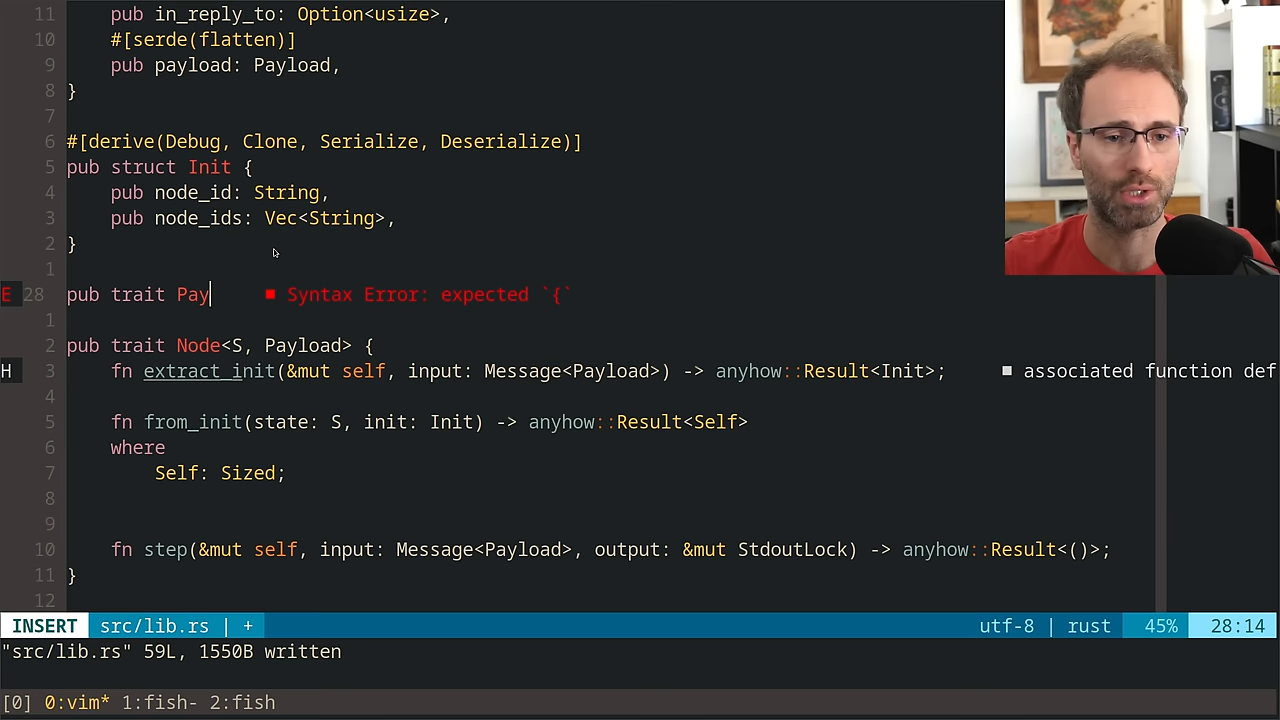 11     pub in_reply_to: Option<usize>,
10     #[serde(flatten)]
9     pub payload: Payload,
8 }
7
6 #[derive(Debug, Clone, Serialize, Deserialize)]
5 pub struct Init {
4     pub node_id: String,
3     pub node_ids: Vec<String>,
2 }
1
E 28 pub trait Pay     ■ Syntax Error: expected `{`
1
2 pub trait Node<S, Payload> {
H 3     fn extract_init(&mut self, input: Message<Payload>) -> anyhow::Result<Init>;     ■ associated function def
4
5     fn from_init(state: S, init: Init) -> anyhow::Result<Self>
6     where
7         Self: Sized;
8
9
10     fn step(&mut self, input: Message<Payload>, output: &mut StdoutLock) -> anyhow::Result<()>;
11 }
12
INSERT src/lib.rs | + utf-8 | rust 45% 28:14
"src/lib.rs" 59L, 1550B written
[0] 0:vim* 1:fish- 2:fish